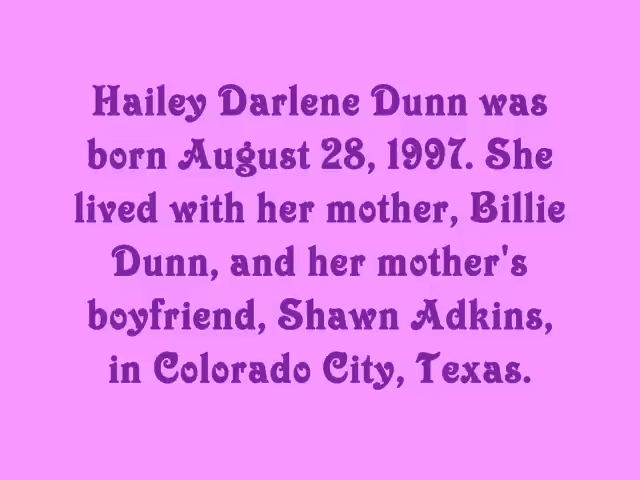 Hailey Darlene Dunn was
born August 28, 1997. She
lived with her mother, Billie
Dunn, and her mother's
boyfriend, Shawn Adkins,
in Colorado City, Texas.